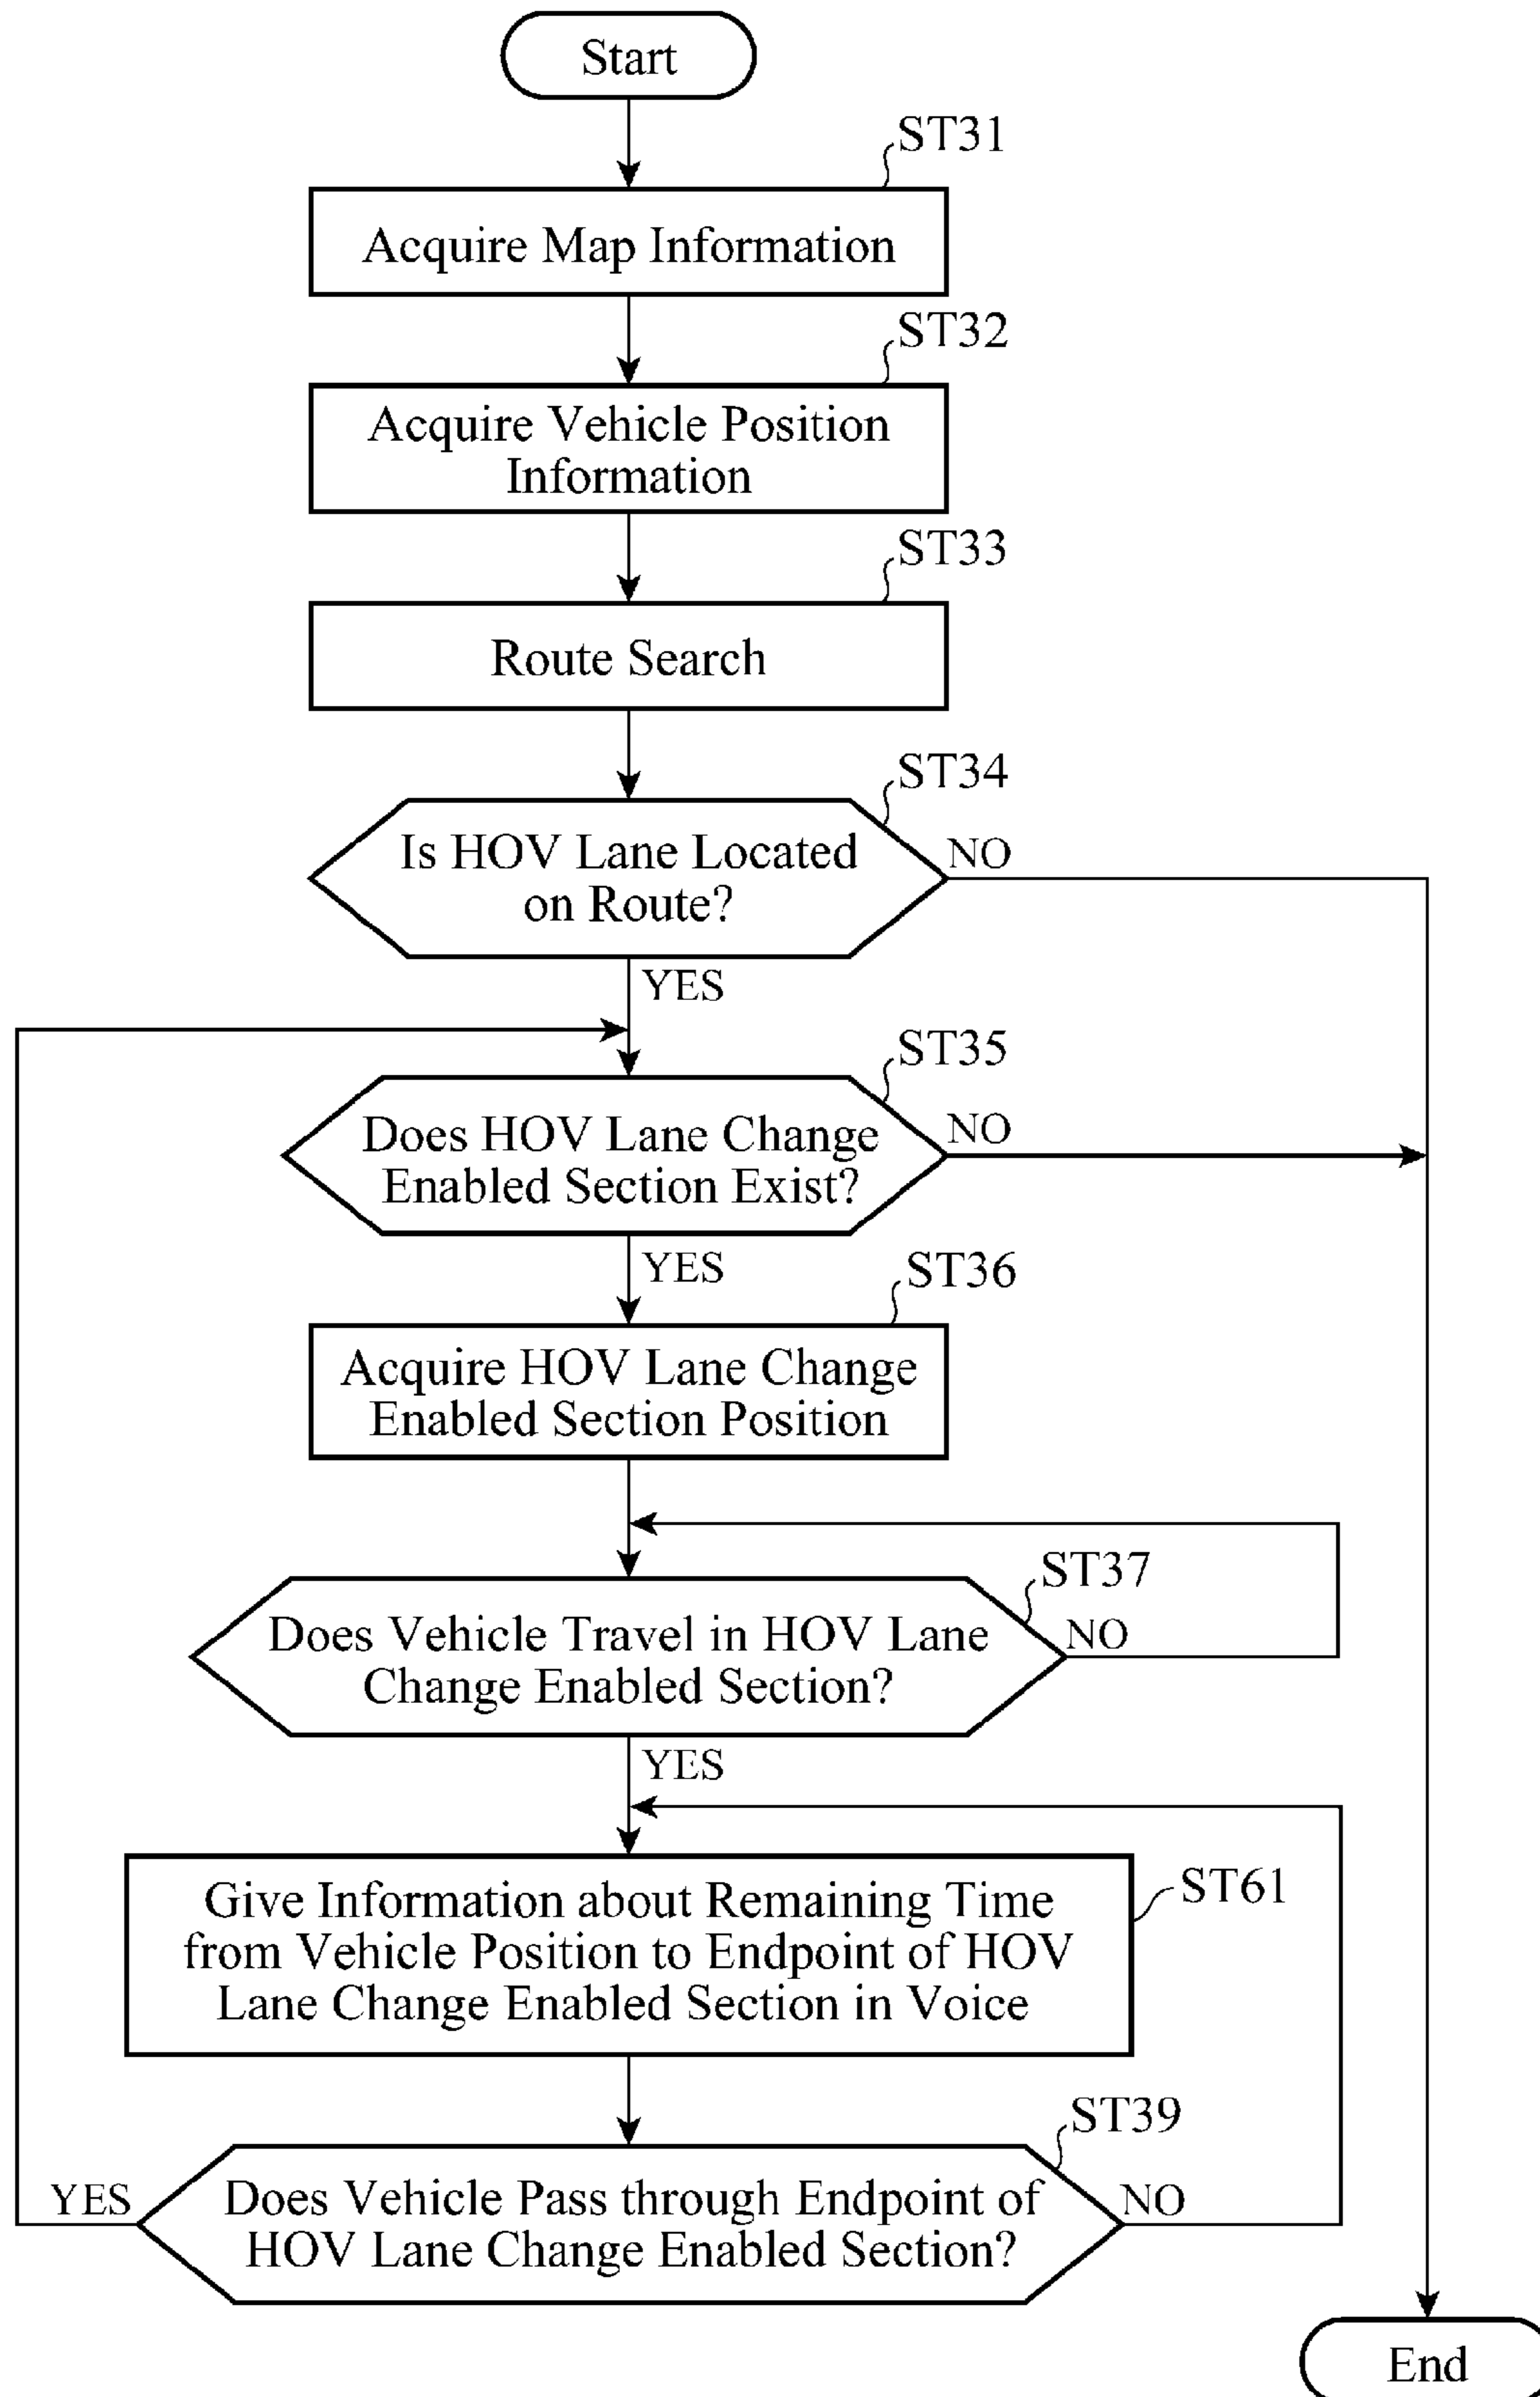 Start
ST31
Acquire Map Information
ST32
Acquire Vehicle Position
Information
ST33
Route Search
ST34
Is HOV Lane Located
on Route?
NO
YES
ST35
Does HOV Lane Change
Enabled Section Exist?
NO
YES
ST36
Acquire HOV Lane Change
Enabled Section Position
ST37
Does Vehicle Travel in HOV Lane
Change Enabled Section?
NO
YES
ST61
Give Information about Remaining Time
from Vehicle Position to Endpoint of HOV
Lane Change Enabled Section in Voice
ST39
YES
Does Vehicle Pass through Endpoint of
HOV Lane Change Enabled Section?
NO
End